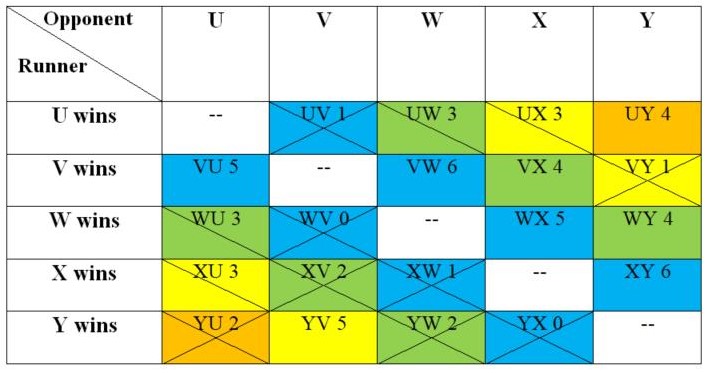 Opponent U V W X Y
Runner
U wins -- UV 1 UW 3 UX 3 UY 4
V wins VU 5 -- VW 6 VX 4 VY 1
W wins WU 3 WV 0 -- WX 5 WY 4
X wins XU 3 XV 2 XW 1 -- XY 6
Y wins YU 2 YV 5 YW 2 YX 0 --